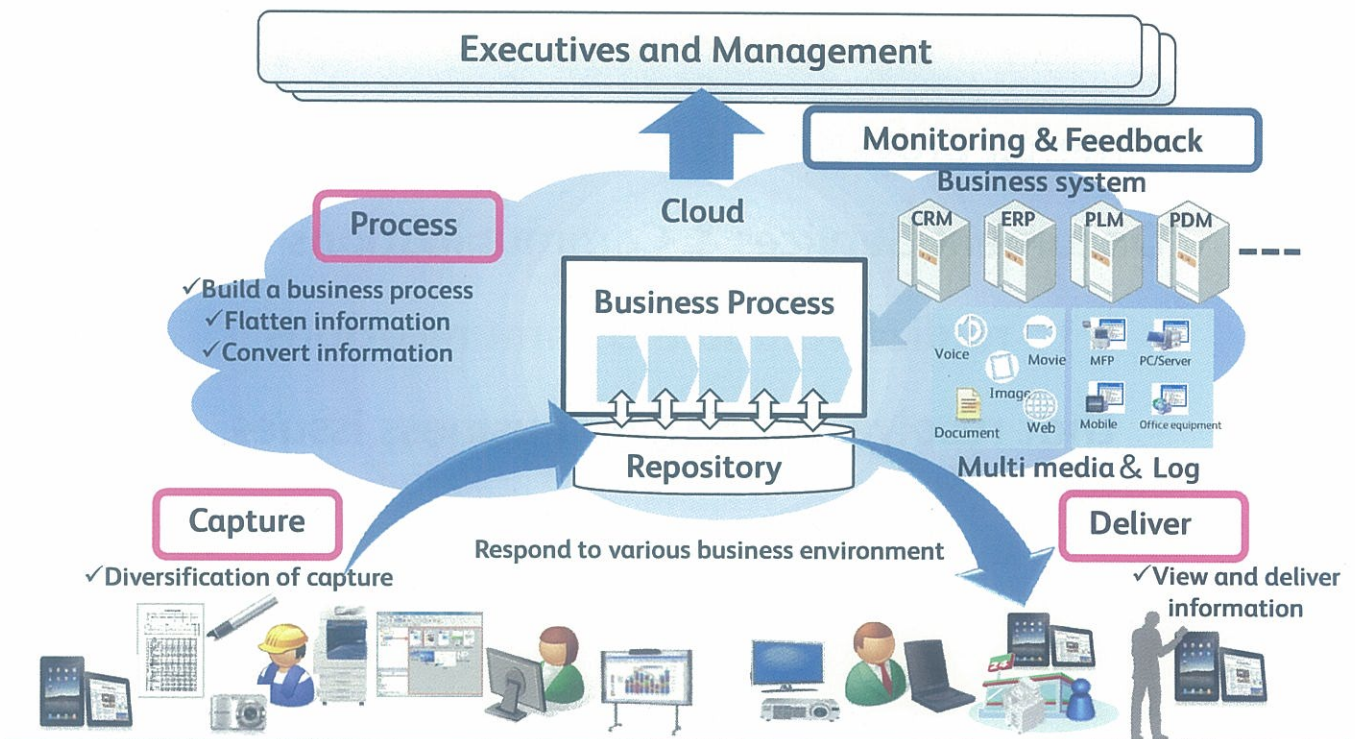 Executives and Management
Monitoring & Feedback
Business system
Process
Cloud
CRM
ERP
PLM
PDM
✓Build a business process
✓Flatten information
✓Convert information
Business Process
Voice
Movie
Image
Document
Web
MFP
PC/Server
Mobile
Office equipment
Repository
Multi media & Log
Capture
Deliver
Respond to various business environment
✓Diversification of capture
✓View and deliver
information